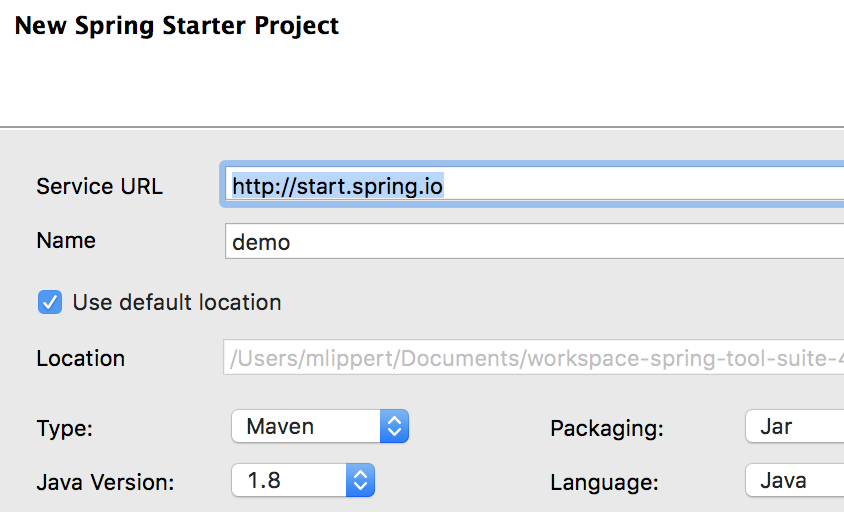 New Spring Starter Project
Service URL http://start.spring.io
Name demo
Use default location
Location /Users/mlippert/Documents/workspace-spring-tool-suite-4
Type: Maven Packaging: Jar
Java Version: 1.8 Language: Java